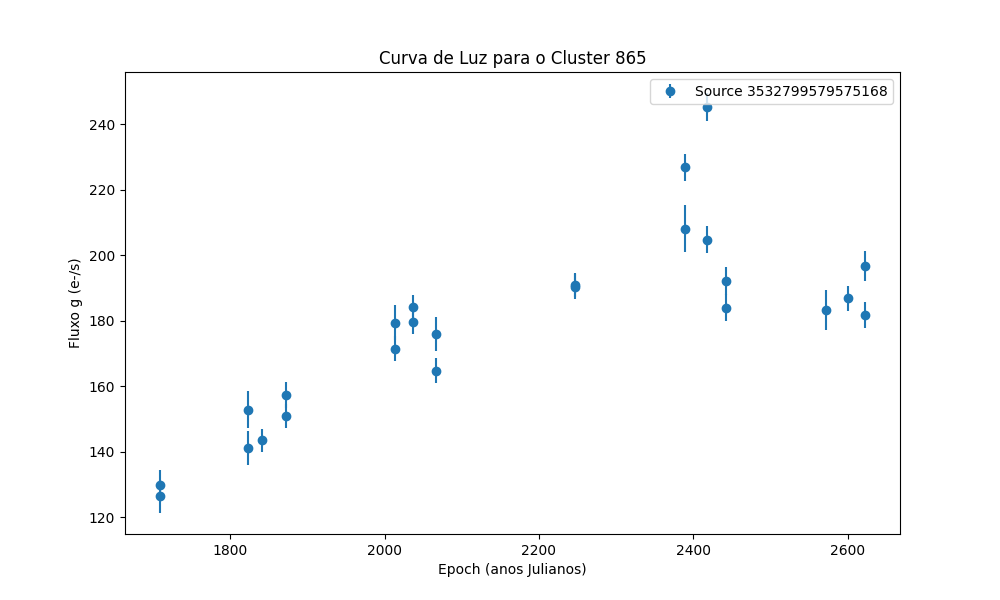 Curva de Luz para o Cluster 865
Source 3532799579575168
240
220
200
180
160
140
120
Fluxo g (e-/s)
1800 2000 2200 2400 2600
Epoch (anos Julianos)